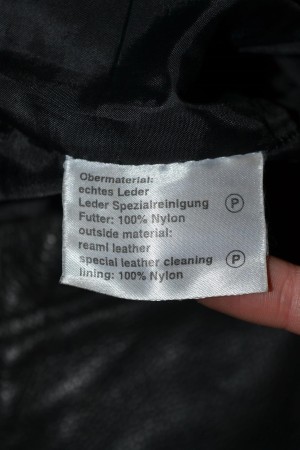 Obermaterial:
echtes Leder
Leder Spezialreinigung Ⓟ
Futter: 100% Nylon
outside material:
reaml leather
special leather cleaning Ⓟ
lining: 100% Nylon